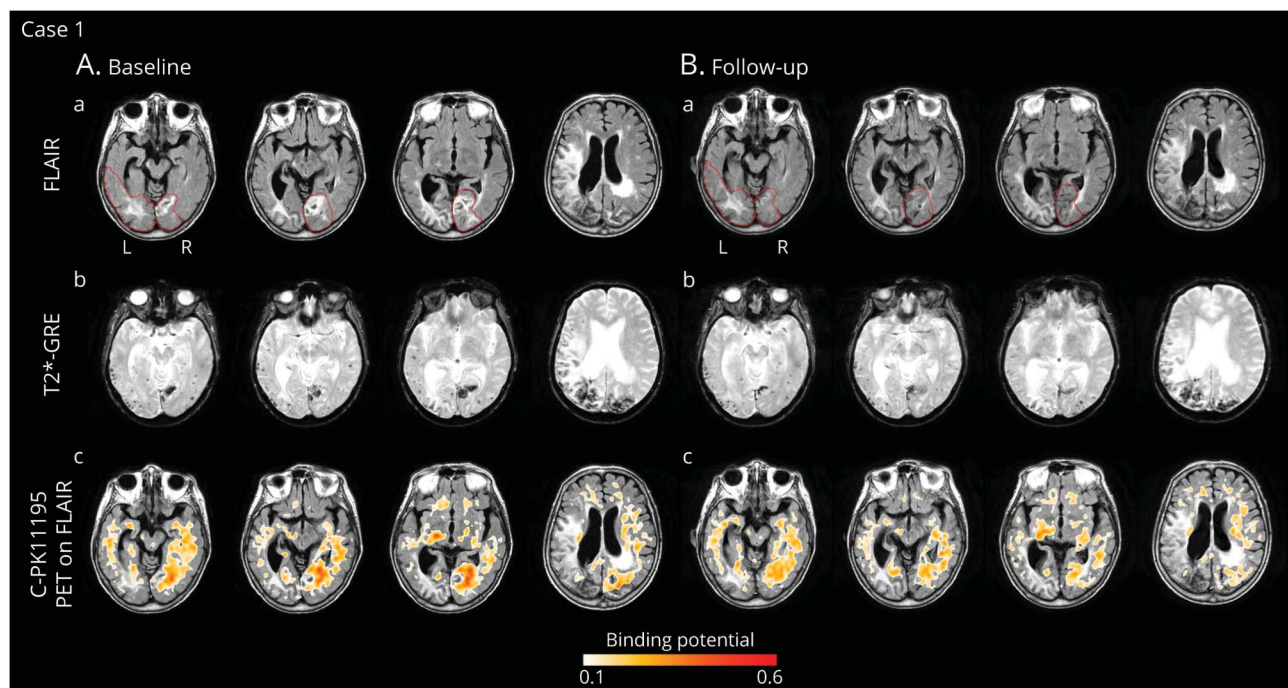 Case 1
A. Baseline
B. Follow-up
a
a
FLAIR
L R
L R
b
b
T2*-GRE
c
c
C-PK11195
PET on FLAIR
Binding potential
0.1 0.6